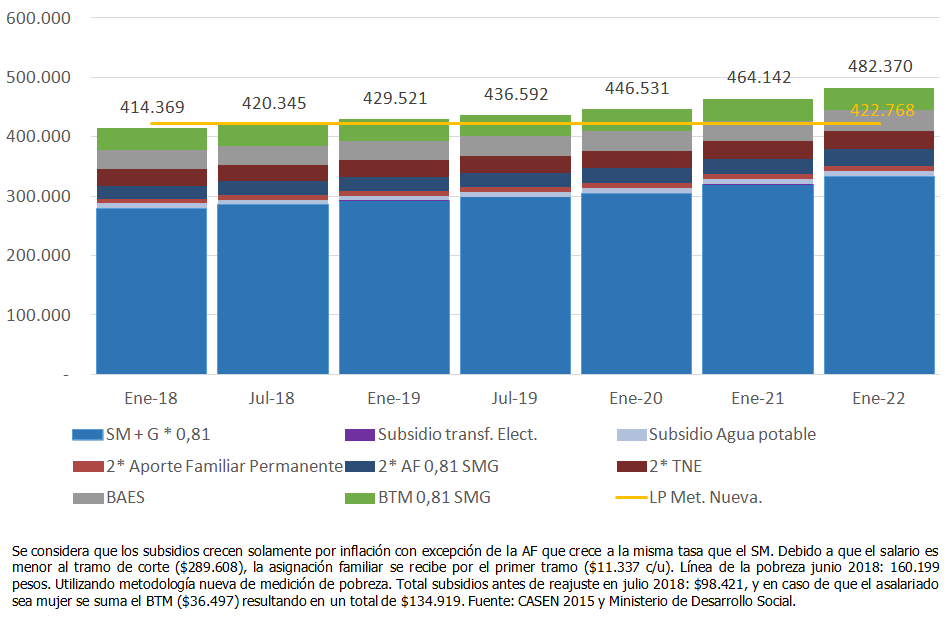 600.000
500.000
400.000
300.000
200.000
100.000
-
414.369
420.345
429.521
436.592
446.531
464.142
482.370
422.768
Ene-18 Jul-18 Ene-19 Jul-19 Ene-20 Ene-21 Ene-22
SM + G * 0,81 Subsidio transf. Elect. Subsidio Agua potable
2* Aporte Familiar Permanente 2* AF 0,81 SMG 2* TNE
BAES BTM 0,81 SMG LP Met. Nueva.
Se considera que los subsidios crecen solamente por inflación con excepción de la AF que crece a la misma tasa que el SM. Debido a que el salario es
menor al tramo de corte ($289.608), la asignación familiar se recibe por el primer tramo ($11.337 c/u). Línea de la pobreza junio 2018: 160.199
pesos. Utilizando metodología nueva de medición de pobreza. Total subsidios antes de reajuste en julio 2018: $98.421, y en caso de que el asalariado
sea mujer se suma el BTM ($36.497) resultando en un total de $134.919. Fuente: CASEN 2015 y Ministerio de Desarrollo Social.